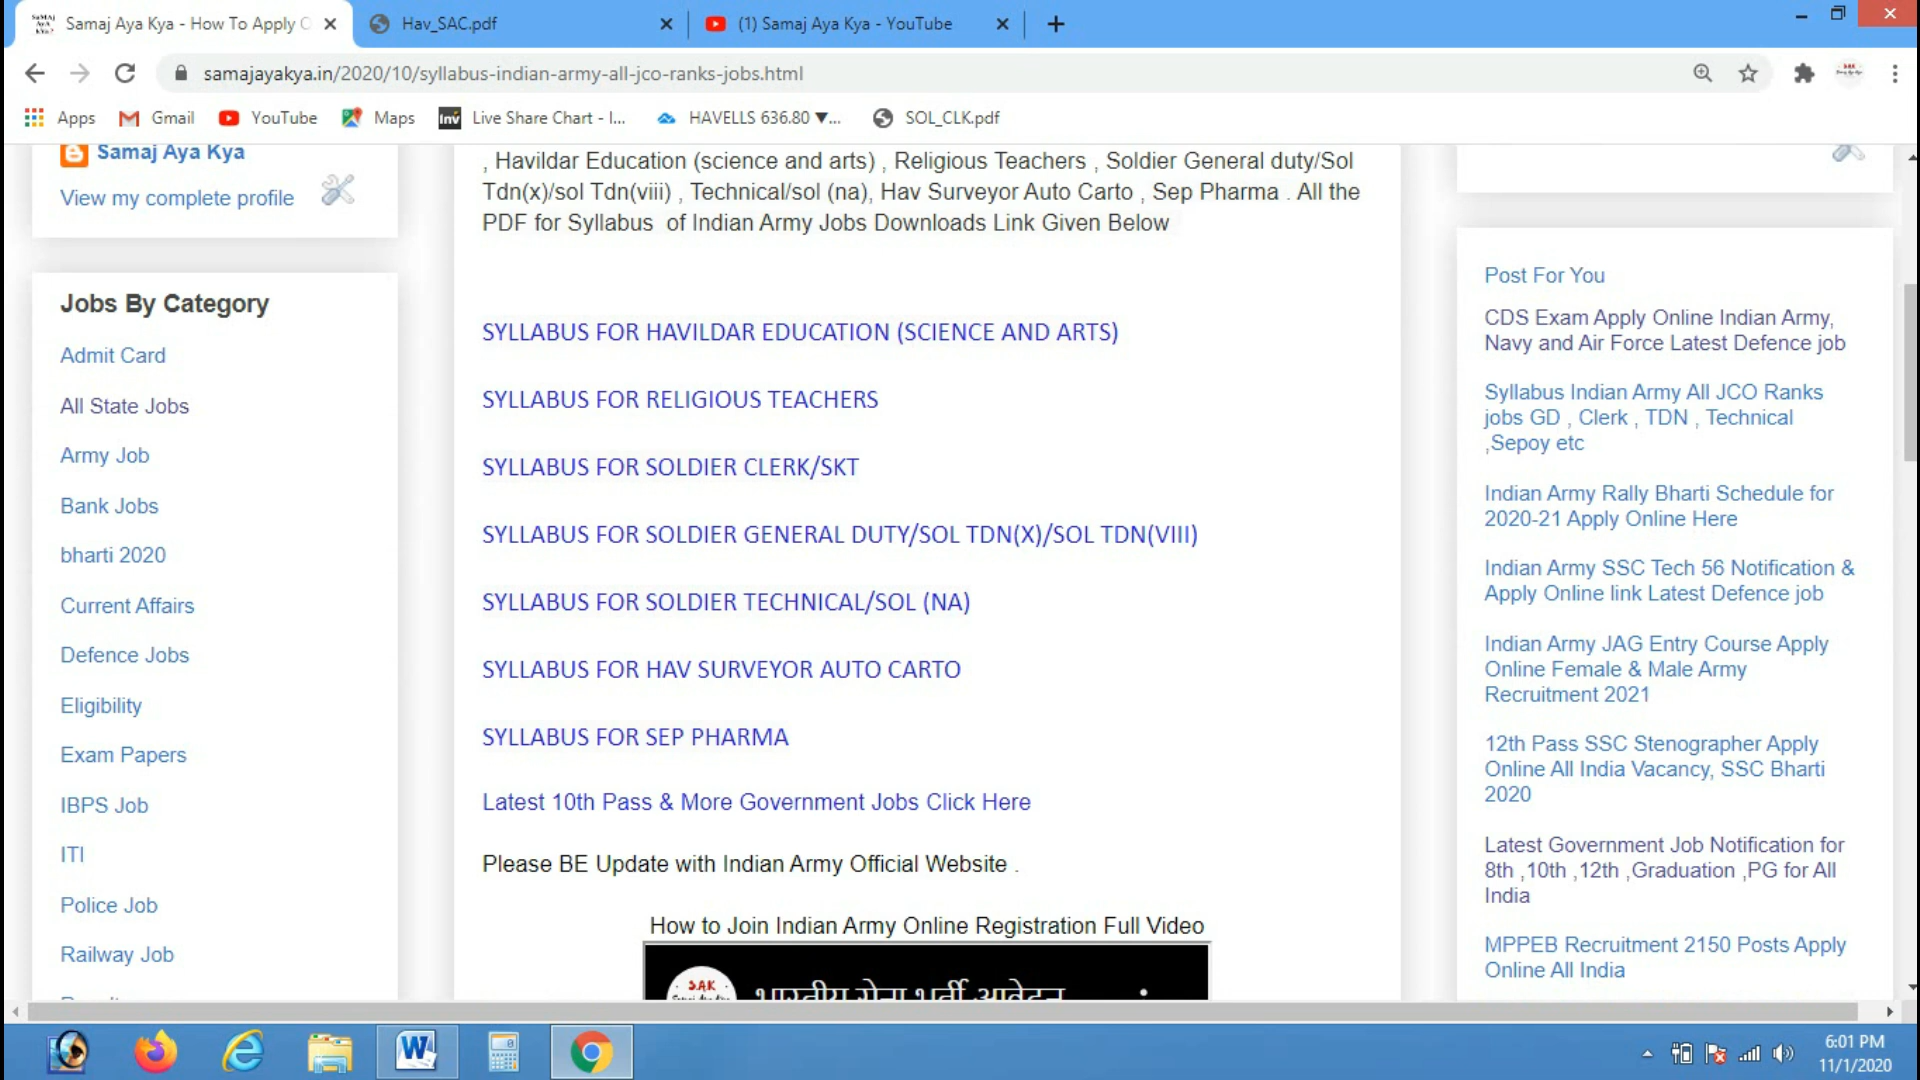 Samaj Aya Kya - How To Apply O
Hav_SAC.pdf
(1) Samaj Aya Kya - YouTube
samajayakya.in/2020/10/syllabus-indian-army-all-jco-ranks-jobs.html
Apps
Gmail
YouTube
Maps
Inv
Live Share Chart - I...
HAVELLS 636.80 ▼...
SOL_CLK.pdf
Samaj Aya Kya
View my complete profile
Jobs By Category
Admit Card
All State Jobs
Army Job
Bank Jobs
bharti 2020
Current Affairs
Defence Jobs
Eligibility
Exam Papers
IBPS Job
ITI
Police Job
Railway Job
, Havildar Education (science and arts) , Religious Teachers , Soldier General duty/Sol
Tdn(x)/sol Tdn(viii) , Technical/sol (na), Hav Surveyor Auto Carto , Sep Pharma . All the
PDF for Syllabus of Indian Army Jobs Downloads Link Given Below
SYLLABUS FOR HAVILDAR EDUCATION (SCIENCE AND ARTS)
SYLLABUS FOR RELIGIOUS TEACHERS
SYLLABUS FOR SOLDIER CLERK/SKT
SYLLABUS FOR SOLDIER GENERAL DUTY/SOL TDN(X)/SOL TDN(VIII)
SYLLABUS FOR SOLDIER TECHNICAL/SOL (NA)
SYLLABUS FOR HAV SURVEYOR AUTO CARTO
SYLLABUS FOR SEP PHARMA
Latest 10th Pass & More Government Jobs Click Here
Please BE Update with Indian Army Official Website .
How to Join Indian Army Online Registration Full Video
S.A.K
भारतीय सेना भर्ती आवेदन
Post For You
CDS Exam Apply Online Indian Army,
Navy and Air Force Latest Defence job
Syllabus Indian Army All JCO Ranks
jobs GD , Clerk , TDN , Technical
,Sepoy etc
Indian Army Rally Bharti Schedule for
2020-21 Apply Online Here
Indian Army SSC Tech 56 Notification &
Apply Online link Latest Defence job
Indian Army JAG Entry Course Apply
Online Female & Male Army
Recruitment 2021
12th Pass SSC Stenographer Apply
Online All India Vacancy, SSC Bharti
2020
Latest Government Job Notification for
8th ,10th ,12th ,Graduation ,PG for All
India
MPPEB Recruitment 2150 Posts Apply
Online All India
6:01 PM
11/1/2020